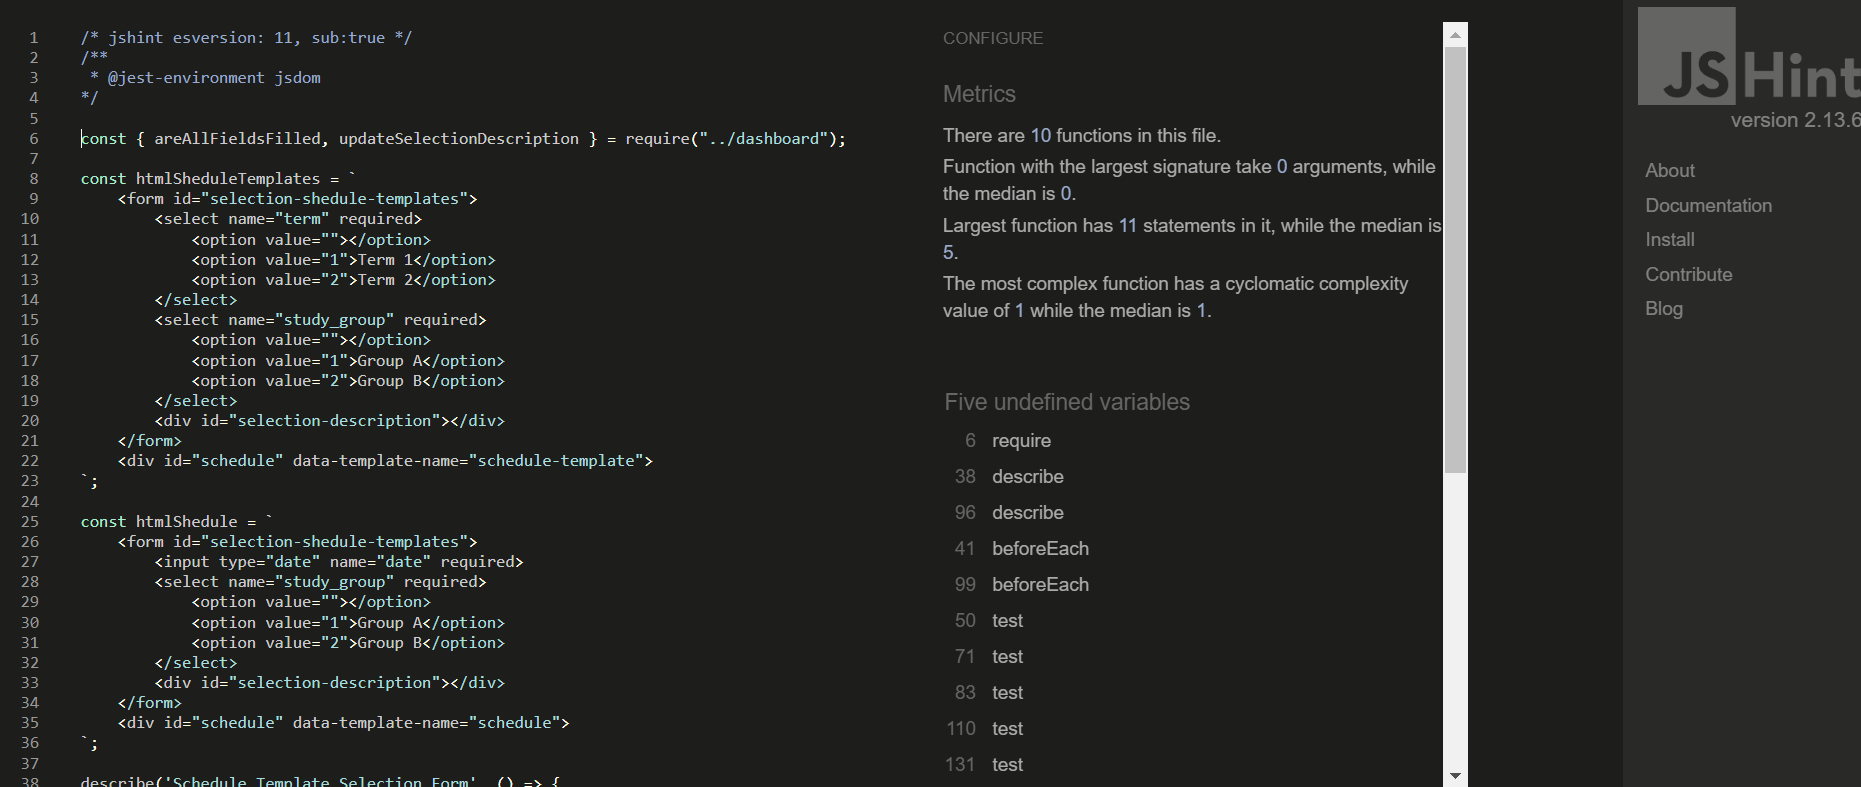 1 /* jshint esversion: 11, sub:true */
2 /**
3 * @jest-environment jsdom
4 */
5
6 const { areAllFieldsFilled, updateSelectionDescription } = require("../dashboard");
7
8 const htmlSheduleTemplates = `
9 <form id="selection-shedule-templates">
10 <select name="term" required>
11 <option value=""></option>
12 <option value="1">Term 1</option>
13 <option value="2">Term 2</option>
14 </select>
15 <select name="study_group" required>
16 <option value=""></option>
17 <option value="1">Group A</option>
18 <option value="2">Group B</option>
19 </select>
20 <div id="selection-description"></div>
21 </form>
22 <div id="schedule" data-template-name="schedule-template">
23 `;
24
25 const htmlShedule = `
26 <form id="selection-shedule-templates">
27 <input type="date" name="date" required>
28 <select name="study_group" required>
29 <option value=""></option>
30 <option value="1">Group A</option>
31 <option value="2">Group B</option>
32 </select>
33 <div id="selection-description"></div>
34 </form>
35 <div id="schedule" data-template-name="schedule">
36 `;
37
38 describe('Schedule Template Selection Form', () => {
CONFIGURE
Metrics
There are 10 functions in this file.
Function with the largest signature take 0 arguments, while
the median is 0.
Largest function has 11 statements in it, while the median is
5.
The most complex function has a cyclomatic complexity
value of 1 while the median is 1.
Five undefined variables
6 require
38 describe
96 describe
41 beforeEach
99 beforeEach
50 test
71 test
83 test
110 test
131 test
JSHint
version 2.13.6
About
Documentation
Install
Contribute
Blog